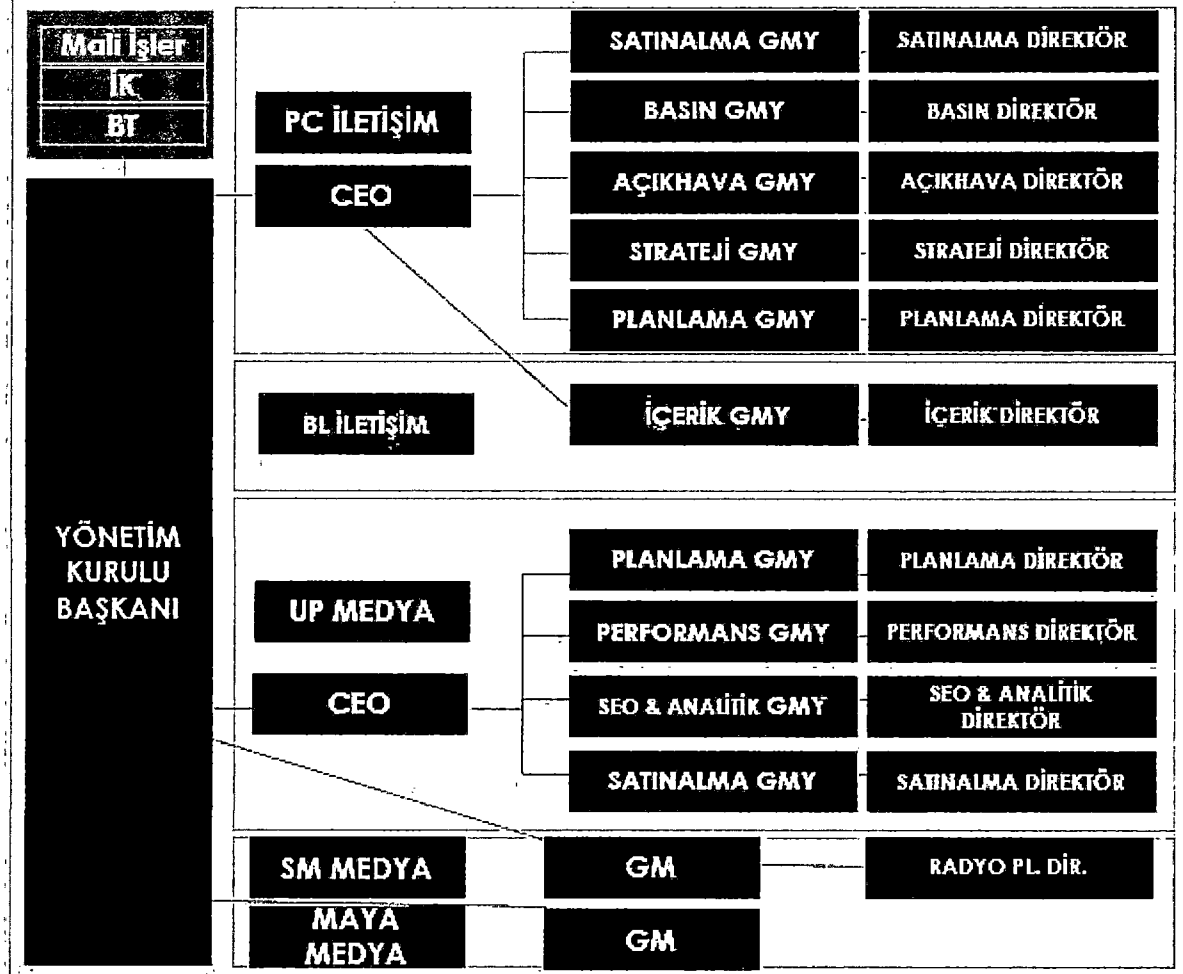 Mali İşler
İK
BT
YÖNETİM
KURULU
BAŞKANI
PC İLETİŞİM
CEO
SATINALMA GMY
SATINALMA DİREKTÖR
BASIN GMY
BASIN DİREKTÖR
AÇIKHAVA GMY
AÇIKHAVA DİREKTÖR
STRATEJİ GMY
STRATEJİ DİREKTÖR
PLANLAMA GMY
PLANLAMA DİREKTÖR
BL İLETİŞİM
İÇERİK GMY
İÇERİK DİREKTÖR
UP MEDYA
CEO
PLANLAMA GMY
PLANLAMA DİREKTÖR
PERFORMANS GMY
PERFORMANS DİREKTÖR
SEO & ANALİTİK GMY
SEO & ANALİTİK
DİREKTÖR
SATINALMA GMY
SATINALMA DİREKTÖR
SM MEDYA
GM
RADYO PL. DİR.
MAYA
MEDYA
GM